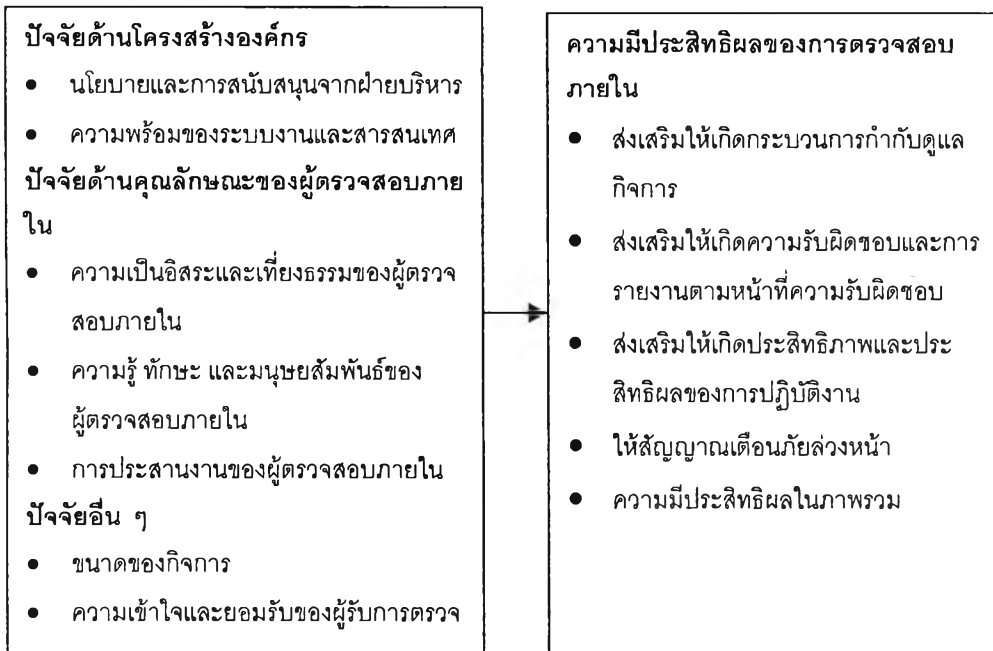 ปัจจัยด้านโครงสร้างองค์กร
● นโยบายและการสนับสนุนจากฝ่ายบริหาร
● ความพร้อมของระบบงานและสารสนเทศ
ปัจจัยด้านคุณลักษณะของผู้ตรวจสอบภาย
ใน
● ความเป็นอิสระและเที่ยงธรรมของผู้ตรวจ
สอบภายใน
● ความรู้ ทักษะ และมนุษยสัมพันธ์ของ
ผู้ตรวจสอบภายใน
● การประสานงานของผู้ตรวจสอบภายใน
ปัจจัยอื่น ๆ
● ขนาดของกิจการ
● ความเข้าใจและยอมรับของผู้รับการตรวจ
ความมีประสิทธิผลของการตรวจสอบ
ภายใน
● ส่งเสริมให้เกิดกระบวนการกำกับดูแล
กิจการ
● ส่งเสริมให้เกิดความรับผิดชอบและการ
รายงานตามหน้าที่ความรับผิดชอบ
● ส่งเสริมให้เกิดประสิทธิภาพและประ
สิทธิผลของการปฏิบัติงาน
● ให้สัญญาณเตือนภัยล่วงหน้า
● ความมีประสิทธิผลในภาพรวม